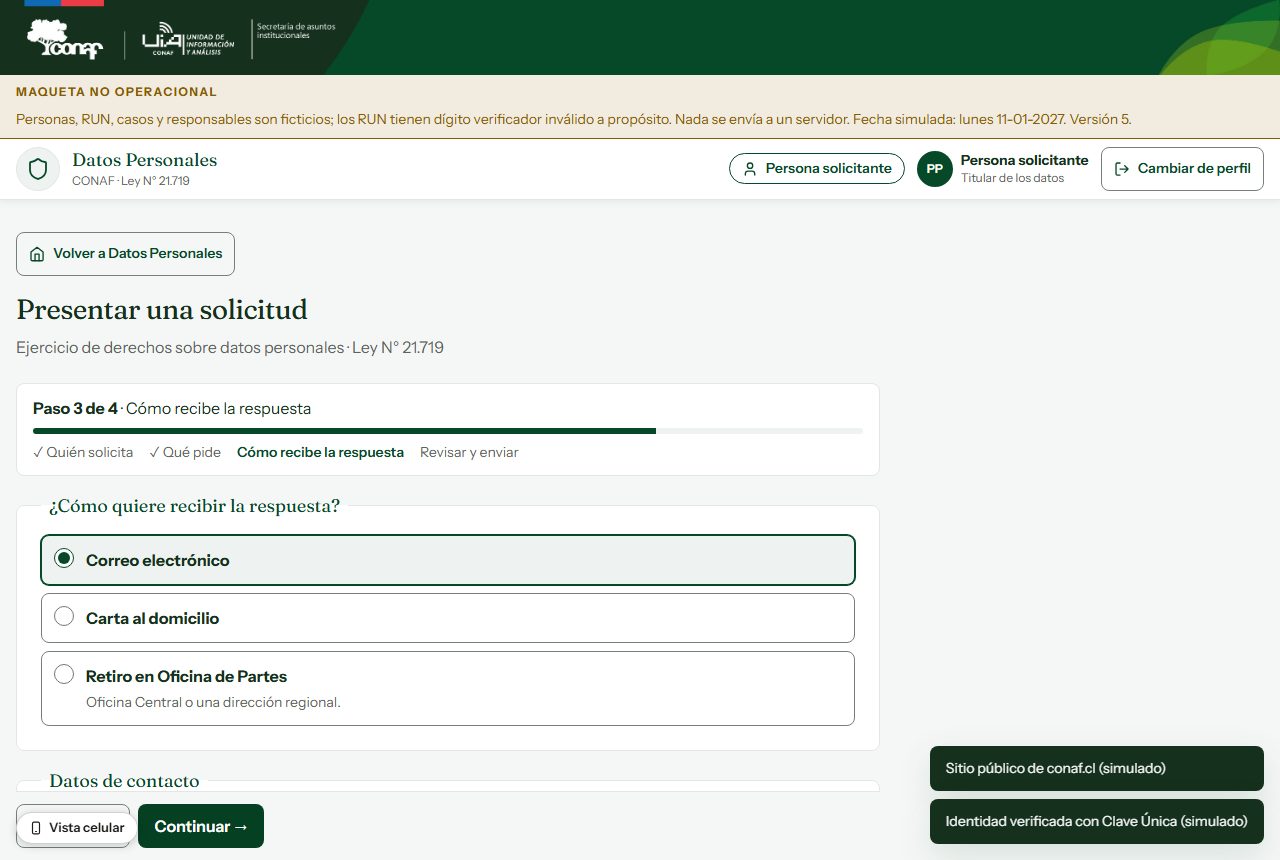 Conaf
UiA
CONAF
UNIDAD DE
INFORMACIÓN
Y ANÁLISIS
Secretaría de asuntos
institucionales
MAQUETA NO OPERACIONAL
Personas, RUN, casos y responsables son ficticios; los RUN tienen dígito verificador inválido a propósito. Nada se envía a un servidor. Fecha simulada: lunes 11-01-2027. Versión 5.
Datos Personales
CONAF · Ley N° 21.719
Persona solicitante
PP
Persona solicitante
Titular de los datos
Cambiar de perfil
Volver a Datos Personales
Presentar una solicitud
Ejercicio de derechos sobre datos personales · Ley N° 21.719
Paso 3 de 4 · Cómo recibe la respuesta
✓ Quién solicita ✓ Qué pide Cómo recibe la respuesta Revisar y enviar
¿Cómo quiere recibir la respuesta?
Correo electrónico
Carta al domicilio
Retiro en Oficina de Partes
Oficina Central o una dirección regional.
Datos de contacto
Vista celular
Continuar →
Sitio público de conaf.cl (simulado)
Identidad verificada con Clave Única (simulado)